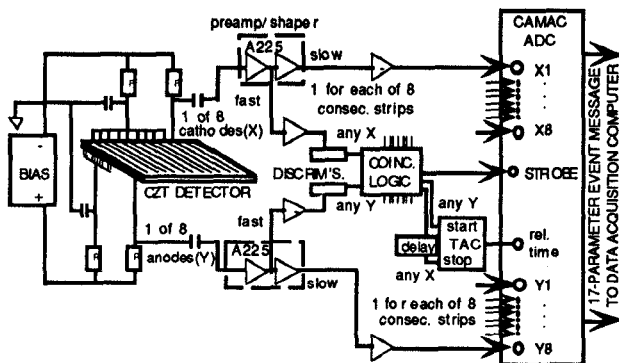 preamp/shaper
A225
slow
fast
1 of 8
cathodes(X)
1 for each of 8
consec. strips
any X
DISCRIM'S.
COINC.
LOGIC
any Y
fast
-
BIAS
+
R
R
R
R
CZT DETECTOR
1 of 8
anodes(Y)
A225
slow
any Y
start
TAC
stop
delay
any X
1 for each of 8
consec. strips
-
CAMAC
ADC
X1
X8
STROBE
rel.
time
Y1
Y8
17-PARAMETER EVENT MESSAGE
TO DATA ACQUISITION COMPUTER